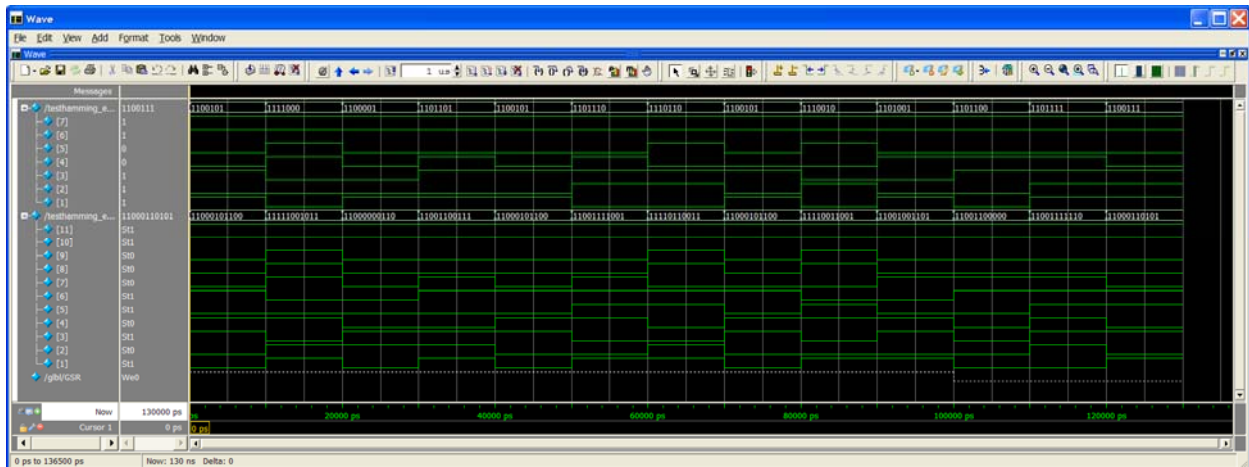 Wave
File Edit View Add Format Tools Window
Wave
1 us
Messages
/testhamming_e... 1100111 1100101 1111000 1100001 1101101 1100101 1101110 1110110 1100101 1110010 1101001 1101100 1101111 1100111
[7] 1
[6] 1
[5] 0
[4] 0
[3] 1
[2] 1
[1] 1
/testhamming_e... 11000110101 11000101100 11111001011 11000000110 11001100111 11000101100 11001111001 11110110011 11000101100 11110011001 11001001101 11001100000 11001111110 11000110101
[11] St1
[10] St1
[9] St0
[8] St0
[7] St0
[6] St1
[5] St1
[4] St0
[3] St1
[2] St0
[1] St1
/glbl/GSR We0
Now 130000 ps 20000 ps 40000 ps 60000 ps 80000 ps 100000 ps 120000 ps
Cursor 1 0 ps 0 ps
0 ps to 136500 ps Now: 130 ns Delta: 0